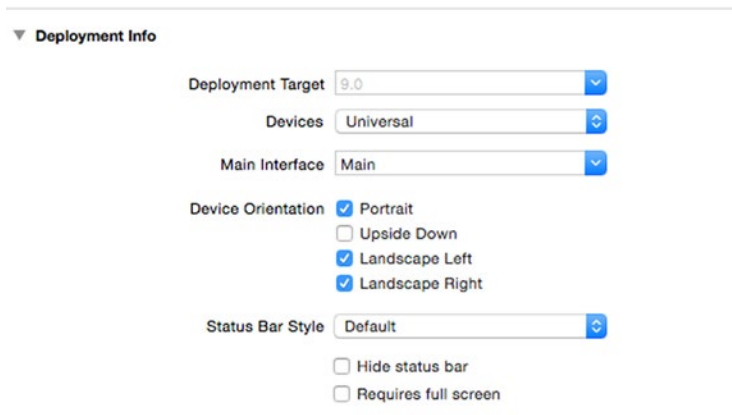 Deployment Info
Deployment Target 9.0
Devices Universal
Main Interface Main
Device Orientation Portrait
Upside Down
Landscape Left
Landscape Right
Status Bar Style Default
Hide status bar
Requires full screen